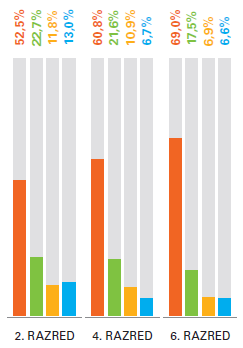 52,5% 22,7% 11,8% 13,0% 60,8% 21,6% 10,9% 6,7% 69,0% 17,5% 6,9% 6,6%
2. RAZRED 4. RAZRED 6. RAZRED